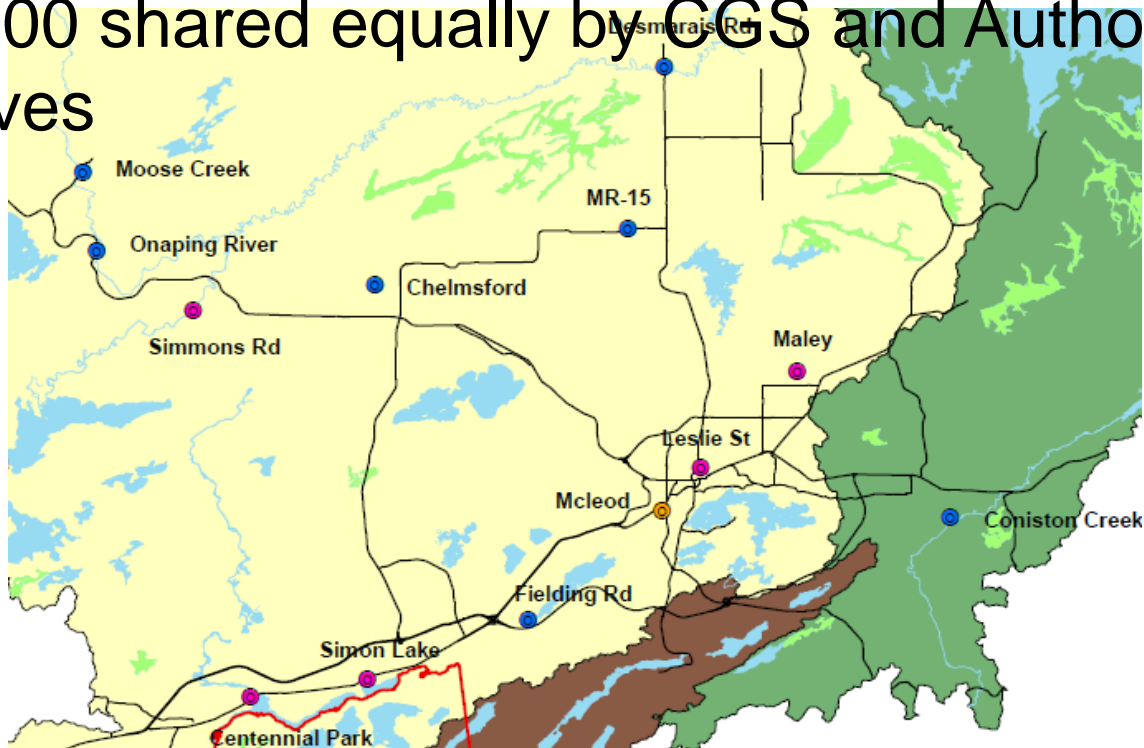 00 shared equally by CGS and Autho
ves
Desmarais Rd
Moose Creek
MR-15
Onaping River
Chelmsford
Simmons Rd
Maley
Leslie St
Mcleod
Coniston Creek
Fielding Rd
Simon Lake
Centennial Park